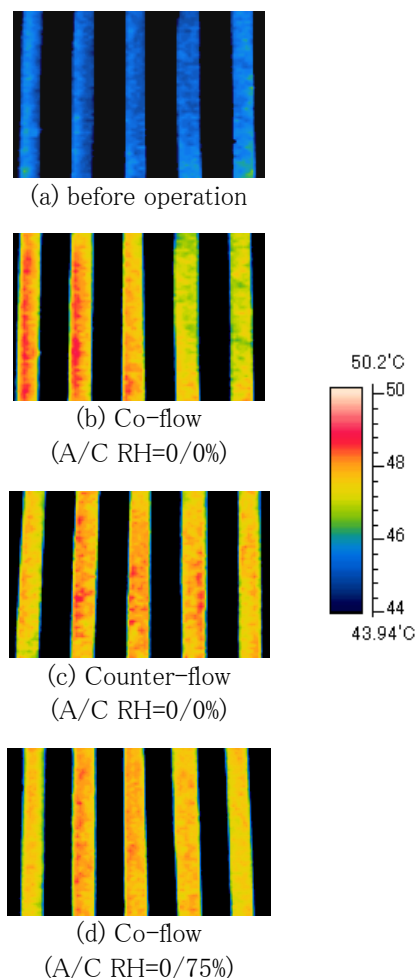 (a) before operation
(b) Co-flow
(A/C RH=0/0%)
50.2'C
50
48
46
44
43.94'C
(c) Counter-flow
(A/C RH=0/0%)
(d) Co-flow
(A/C RH=0/75%)